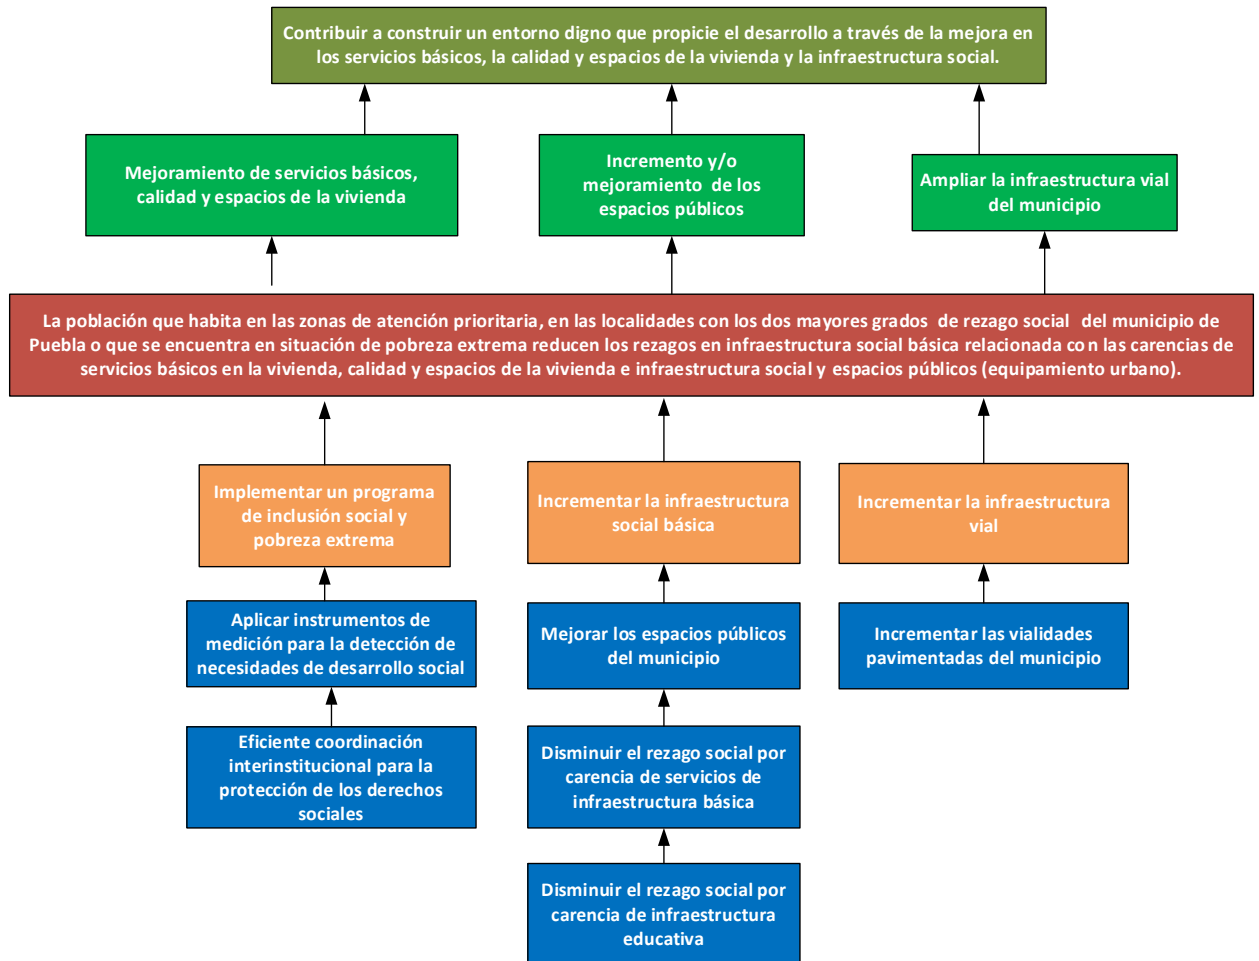 Contribuir a construir un entorno digno que propicie el desarrollo a través de la mejora en
los servicios básicos, la calidad y espacios de la vivienda y la infraestructura social.
Mejoramiento de servicios básicos,
calidad y espacios de la vivienda
Incremento y/o
mejoramiento de los
espacios públicos
Ampliar la infraestructura vial
del municipio
La población que habita en las zonas de atención prioritaria, en las localidades con los dos mayores grados de rezago social del municipio de
Puebla o que se encuentra en situación de pobreza extrema reducen los rezagos en infraestructura social básica relacionada con las carencias de
servicios básicos en la vivienda, calidad y espacios de la vivienda e infraestructura social y espacios públicos (equipamiento urbano).
Implementar un programa
de inclusión social y
pobreza extrema
Incrementar la infraestructura
social básica
Incrementar la infraestructura
vial
Aplicar instrumentos de
medición para la detección de
necesidades de desarrollo social
Mejorar los espacios públicos
del municipio
Incrementar las vialidades
pavimentadas del municipio
Eficiente coordinación
interinstitucional para la
protección de los derechos
sociales
Disminuir el rezago social por
carencia de servicios de
infraestructura básica
Disminuir el rezago social por
carencia de infraestructura
educativa